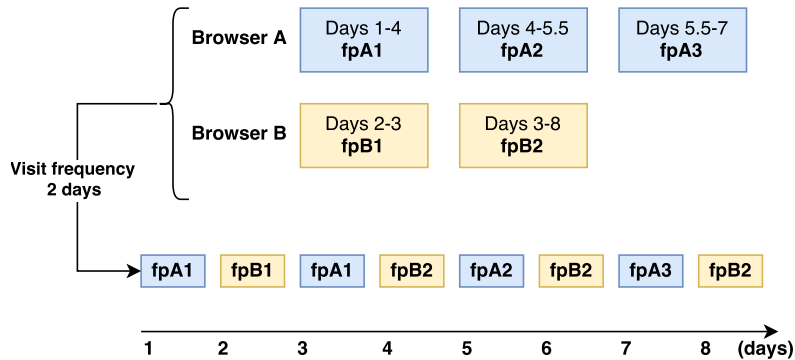 Browser A
Days 1-4
fpA1
Days 4-5.5
fpA2
Days 5.5-7
fpA3
Browser B
Days 2-3
fpB1
Days 3-8
fpB2
Visit frequency
2 days
fpA1 fpB1 fpA1 fpB2 fpA2 fpB2 fpA3 fpB2
1 2 3 4 5 6 7 8 (days)